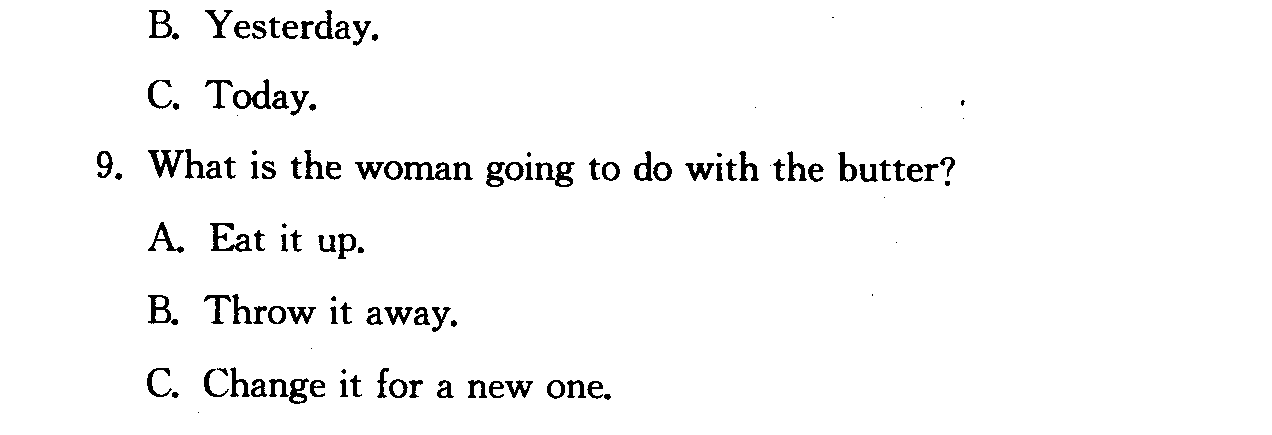 B. Yesterday.
C. Today.
9. What is the woman going to do with the butter?
A. Eat it up.
B. Throw it away.
C. Change it for a new one.